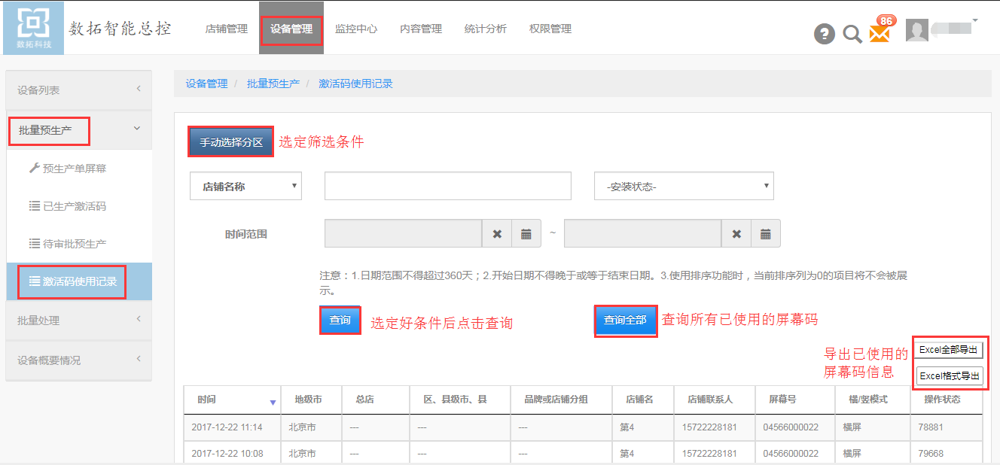 数拓科技
数拓智能总控
店铺管理 设备管理 监控中心 内容管理 统计分析 权限管理
? 86
设备列表
批量预生产
预生产单屏幕
已生产激活码
待审批预生产
激活码使用记录
批量处理
设备概要情况
设备管理 / 批量预生产 / 激活码使用记录
手动选择分区 选定筛选条件
店铺名称 -安装状态-
时间范围 ~
注意：1.日期范围不得超过360天；2.开始日期不得晚于或等于结束日期。3.使用排序功能时，当前排序列为0的项目将不会被展
示。
查询 选定好条件后点击查询 查询全部 查询所有已使用的屏幕码
导出已使用的
屏幕码信息
Excel全部导出
Excel格式导出
时间 地级市 总店 区、县级市、县 品牌或店铺分组 店铺名 店铺联系人 屏幕号 横/竖模式 操作状态
2017-12-22 11:14 北京市 --- --- --- 第4 15722228181 04566000022 横屏 78881
2017-12-22 10:08 北京市 --- --- --- 第4 15722228181 04566000022 横屏 79668